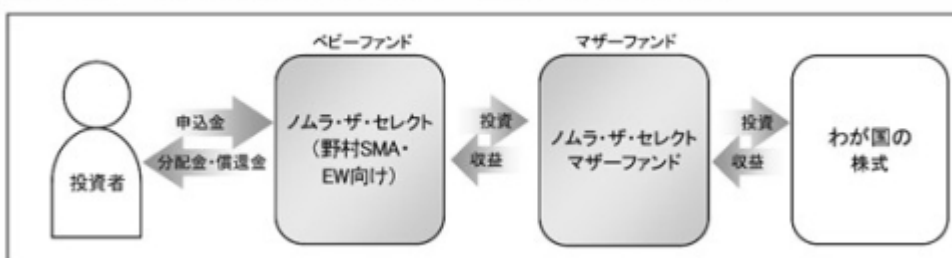 ベビーファンド
マザーファンド
申込金
分配金・償還金
投資者
ノムラ・ザ・セレクト
(野村SMA・
EW向け)
投資
収益
ノムラ・ザ・セレクト
マザーファンド
投資
収益
わが国の
株式